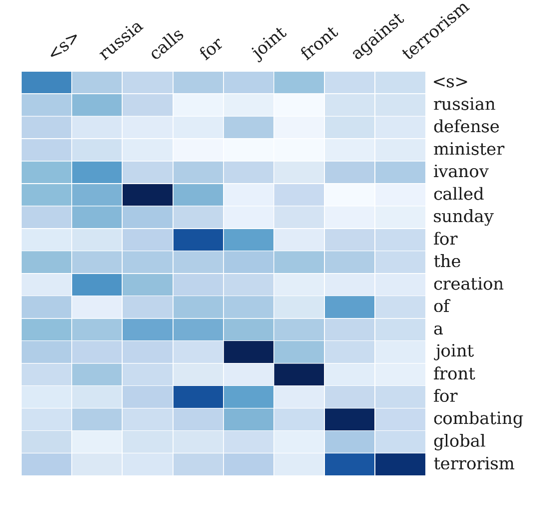 <s> russia calls for joint front against terrorism
<s>
russian
defense
minister
ivanov
called
sunday
for
the
creation
of
a
joint
front
for
combating
global
terrorism